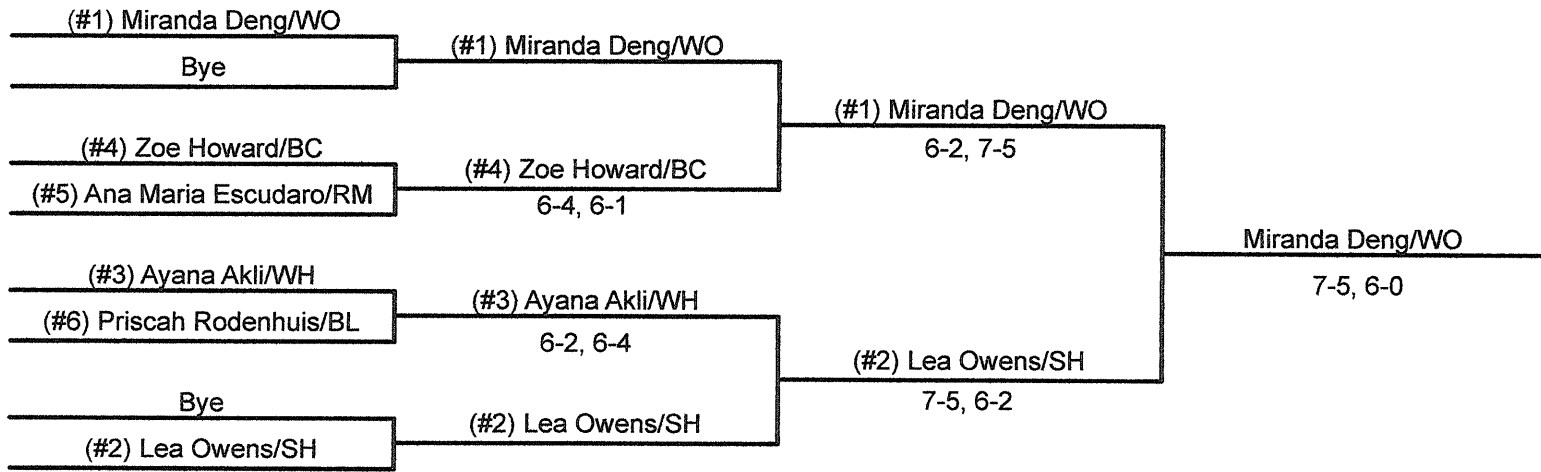 (#1) Miranda Deng/WO
Bye
(#4) Zoe Howard/BC
(#5) Ana Maria Escudaro/RM
(#3) Ayana Akli/WH
(#6) Priscah Rodenhuis/BL
Bye
(#2) Lea Owens/SH
(#1) Miranda Deng/WO
(#4) Zoe Howard/BC
6-4, 6-1
(#3) Ayana Akli/WH
6-2, 6-4
(#2) Lea Owens/SH
(#1) Miranda Deng/WO
6-2, 7-5
(#2) Lea Owens/SH
7-5, 6-2
Miranda Deng/WO
7-5, 6-0